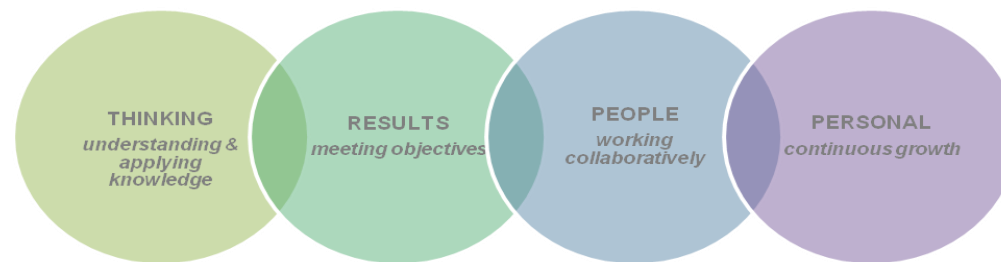 THINKING
understanding &
applying
knowledge
RESULTS
meeting objectives
PEOPLE
working
collaboratively
PERSONAL
continuous growth